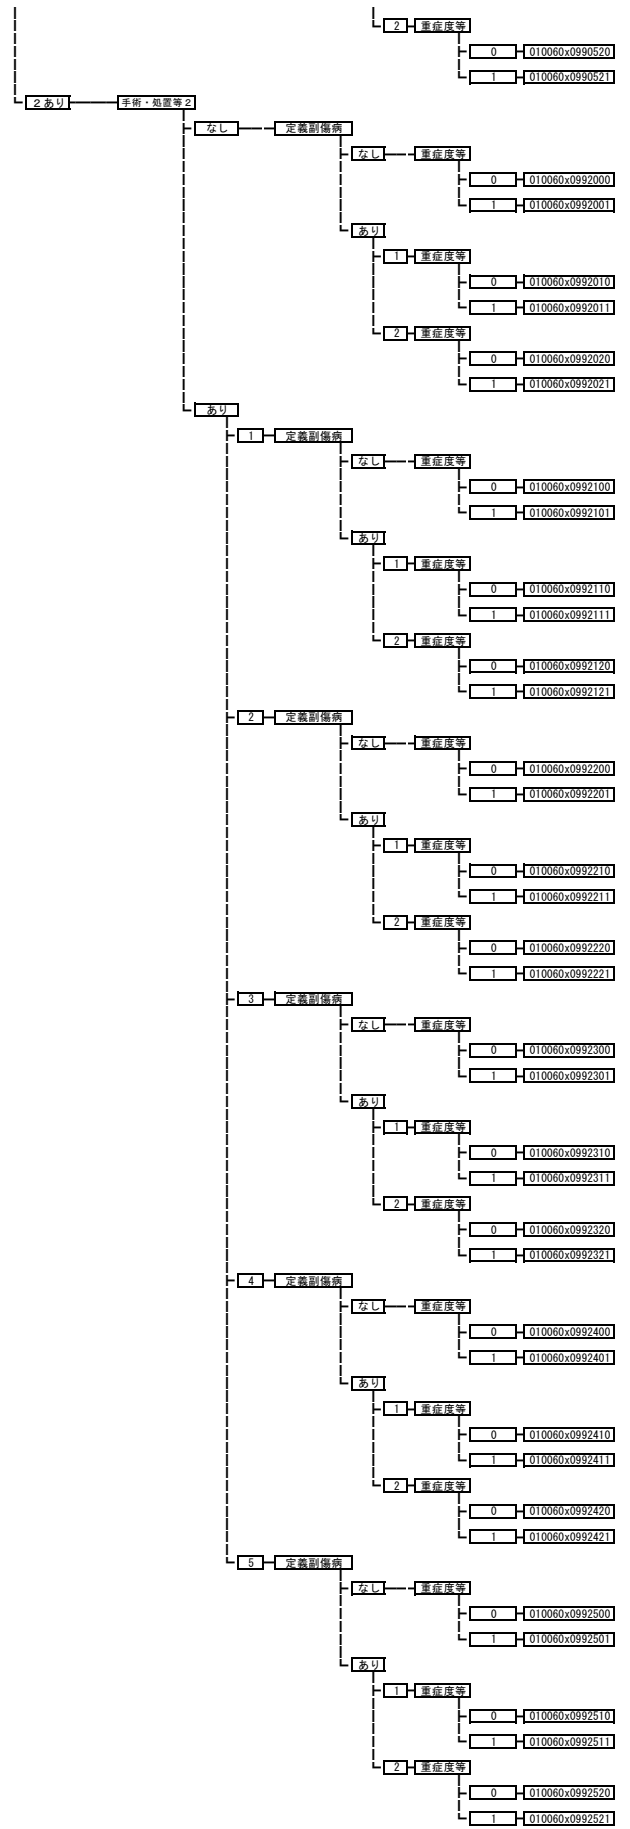 2 重症度等
0 010060x0990520
1 010060x0990521
２あり 手術・処置等２
なし 定義副傷病
なし 重症度等
0 010060x0992000
1 010060x0992001
あり
1 重症度等
0 010060x0992010
1 010060x0992011
2 重症度等
0 010060x0992020
1 010060x0992021
あり
1 定義副傷病
なし 重症度等
0 010060x0992100
1 010060x0992101
あり
1 重症度等
0 010060x0992110
1 010060x0992111
2 重症度等
0 010060x0992120
1 010060x0992121
2 定義副傷病
なし 重症度等
0 010060x0992200
1 010060x0992201
あり
1 重症度等
0 010060x0992210
1 010060x0992211
2 重症度等
0 010060x0992220
1 010060x0992221
3 定義副傷病
なし 重症度等
0 010060x0992300
1 010060x0992301
あり
1 重症度等
0 010060x0992310
1 010060x0992311
2 重症度等
0 010060x0992320
1 010060x0992321
4 定義副傷病
なし 重症度等
0 010060x0992400
1 010060x0992401
あり
1 重症度等
0 010060x0992410
1 010060x0992411
2 重症度等
0 010060x0992420
1 010060x0992421
5 定義副傷病
なし 重症度等
0 010060x0992500
1 010060x0992501
あり
1 重症度等
0 010060x0992510
1 010060x0992511
2 重症度等
0 010060x0992520
1 010060x0992521